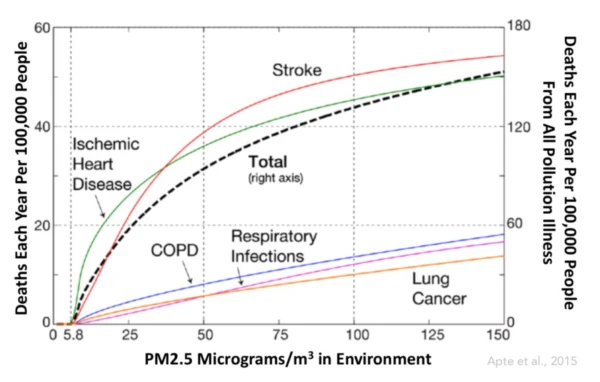 Deaths Each Year Per 100,000 People
60
40
20
0
Stroke
Ischemic
Heart
Disease
Total
(right axis)
COPD
Respiratory
Infections
Lung
Cancer
180
120
60
0
Deaths Each Year Per 100,000 People
From All Pollution Illness
0 5.8 25 50 75 100 125 150
PM2.5 Micrograms/m³ in Environment
Apte et al., 2015